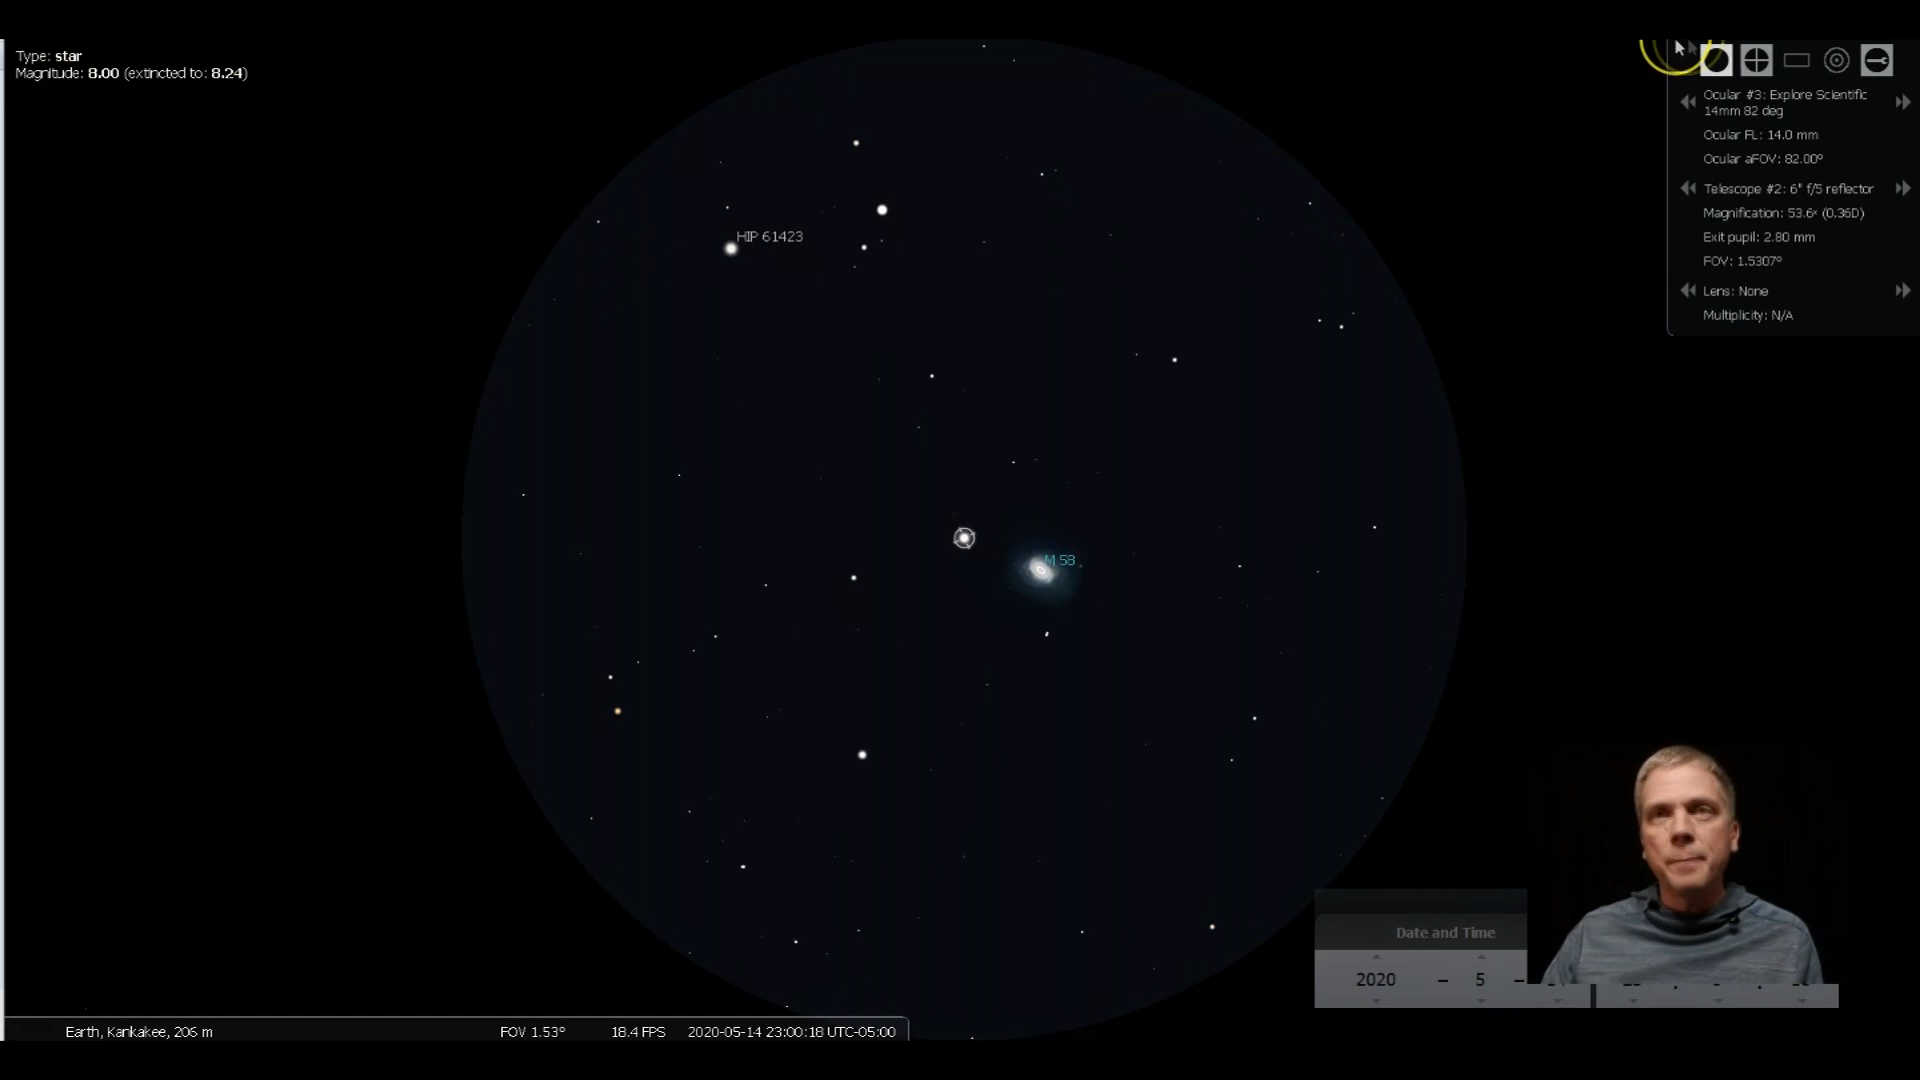 Type: star
Magnitude: 8.00 (extincted to: 8.24)
Ocular #3: Explore Scientific
14mm 82 deg
Ocular FL: 14.0 mm
Ocular aFOV: 82.00°
Telescope #2: 6" f/5 reflector
Magnification: 53.6× (0.36D)
Exit pupil: 2.80 mm
FOV: 1.5307°
Lens: None
Multiplicity: N/A
HIP 61423
M 58
Date and Time
2020 - 5 -
Earth, Kankakee, 206 m
FOV 1.53°
18.4 FPS
2020-05-14 23:00:18 UTC-05:00